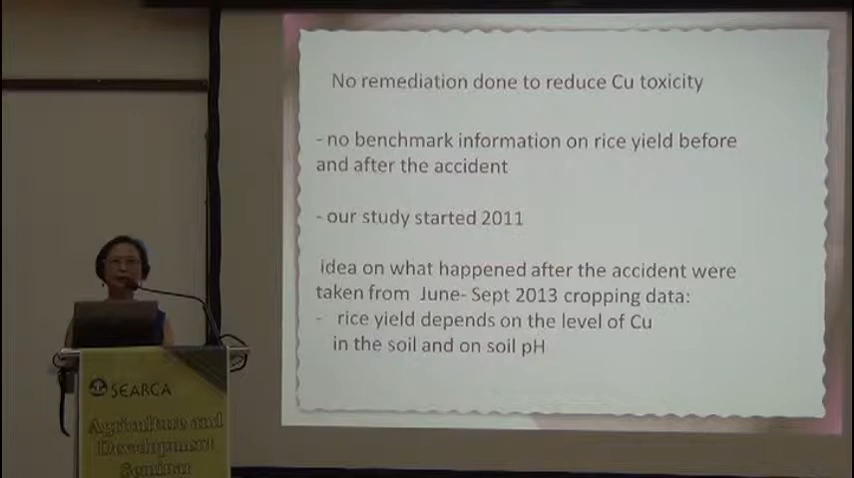 No remediation done to reduce Cu toxicity
- no benchmark information on rice yield before
and after the accident
- our study started 2011
idea on what happened after the accident were
taken from June- Sept 2013 cropping data:
- rice yield depends on the level of Cu
in the soil and on soil pH
SEARCA
Agriculture and
Development
Seminar